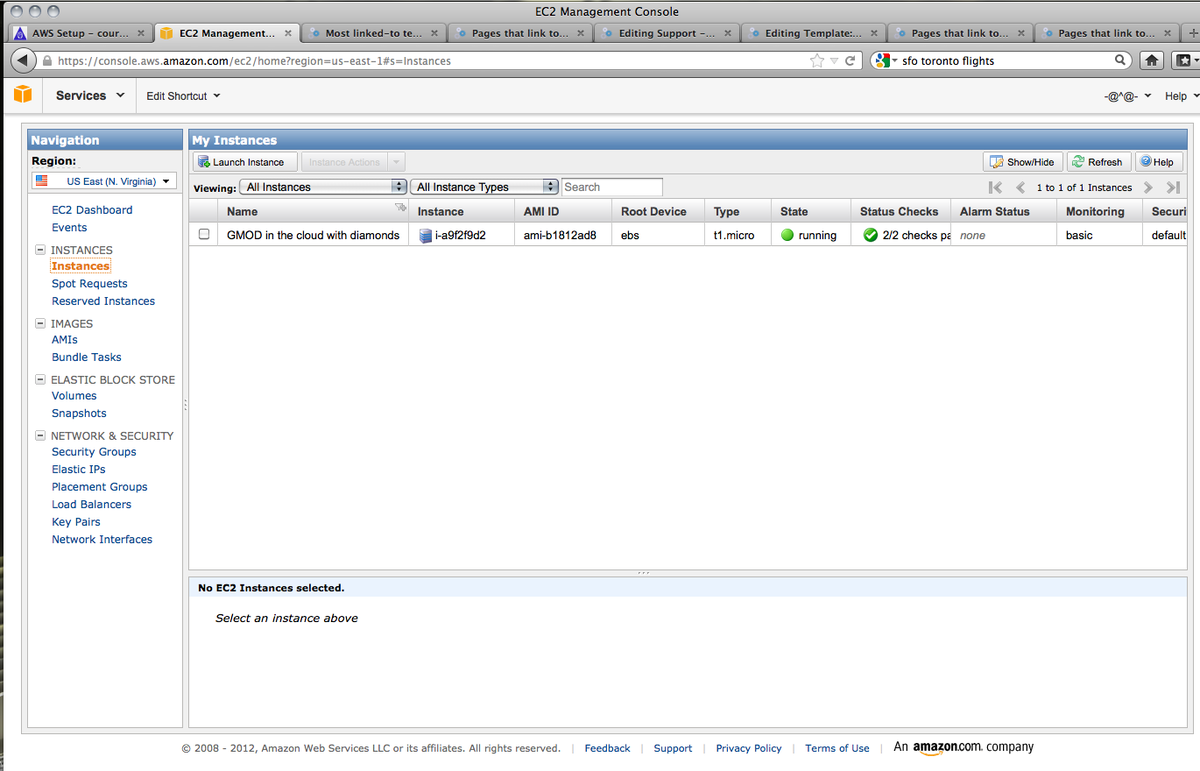 EC2 Management Console
AWS Setup – cour... EC2 Management... Most linked-to te... Pages that link to... Editing Support –... Editing Template:... Pages that link to... Pages that link to...
https://console.aws.amazon.com/ec2/home?region=us-east-1#s=Instances sfo toronto flights
Services Edit Shortcut -@^@- Help
Navigation
Region:
US East (N. Virginia)
EC2 Dashboard
Events
INSTANCES
Instances
Spot Requests
Reserved Instances
IMAGES
AMIs
Bundle Tasks
ELASTIC BLOCK STORE
Volumes
Snapshots
NETWORK & SECURITY
Security Groups
Elastic IPs
Placement Groups
Load Balancers
Key Pairs
Network Interfaces
My Instances
Launch Instance Instance Actions Show/Hide Refresh Help
Viewing: All Instances All Instance Types Search 1 to 1 of 1 Instances
Name Instance AMI ID Root Device Type State Status Checks Alarm Status Monitoring Securi
GMOD in the cloud with diamonds i-a9f2f9d2 ami-b1812ad8 ebs t1.micro running 2/2 checks pa none basic default
No EC2 Instances selected.
Select an instance above
© 2008 - 2012, Amazon Web Services LLC or its affiliates. All rights reserved. | Feedback | Support | Privacy Policy | Terms of Use | An amazon.com. company